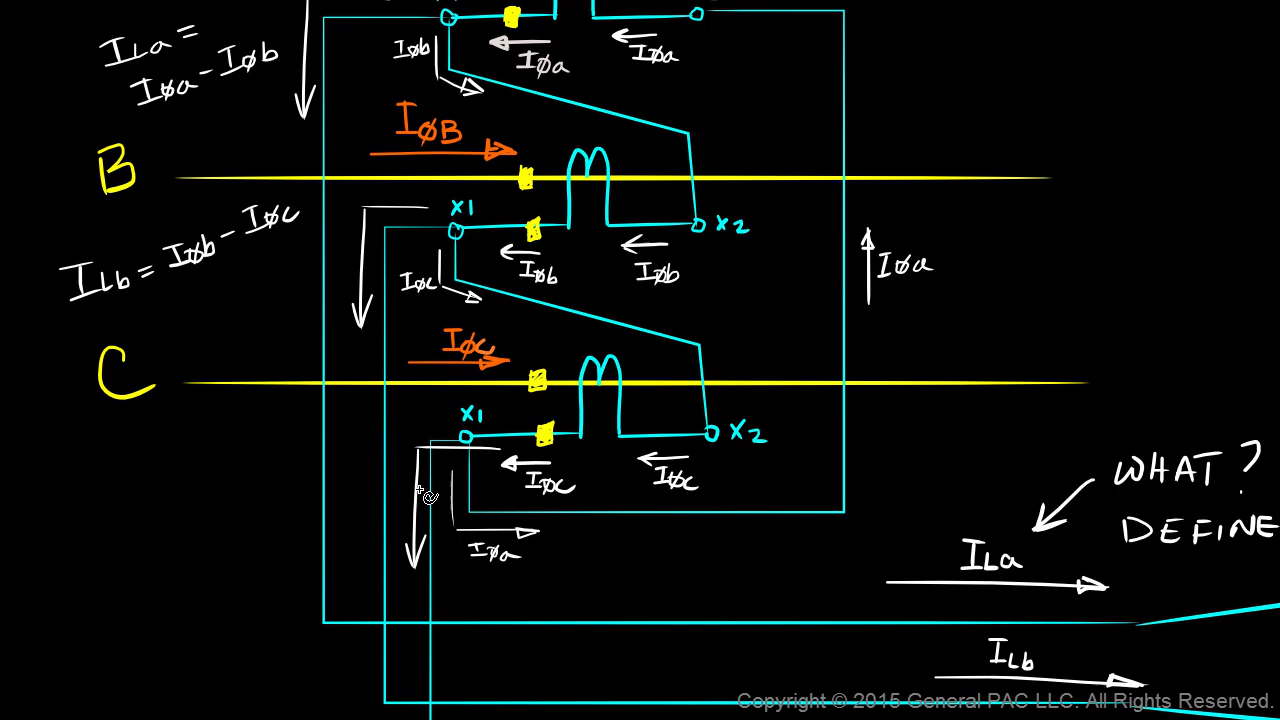 ILa =
IØa - IØb
IØb
IØa
IØa
IØB
B
X1
X2
ILb = IØb - IØc
IØb
IØb
IØc
IØa
IØC
C
X1
X2
IØc
IØc
WHAT?
DEFINE
IØa
ILa
ILb
Copyright © 2015 General PAC LLC. All Rights Reserved.